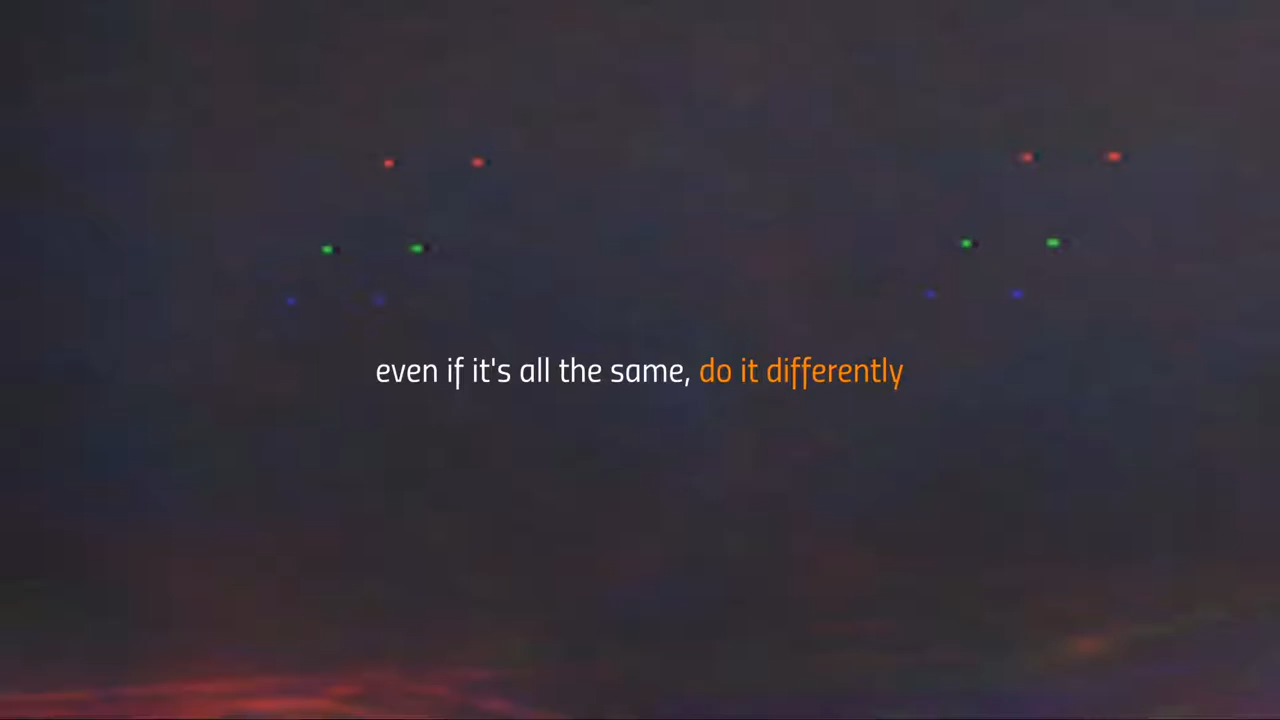 even if it's all the same, do it differently